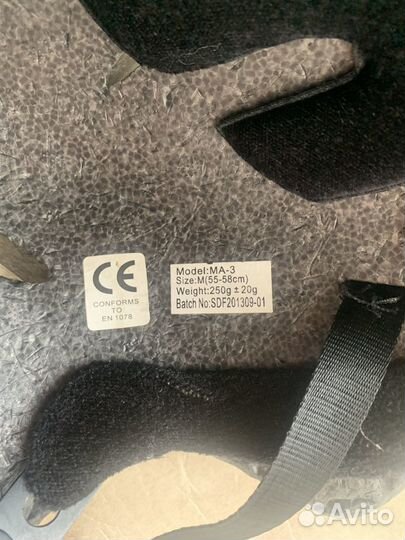 CE
CONFORMS
TO
EN 1078
Model:MA-3
Size:M(55-58cm)
Weight:250g ± 20g
Batch No:SDF201309-01
Avito